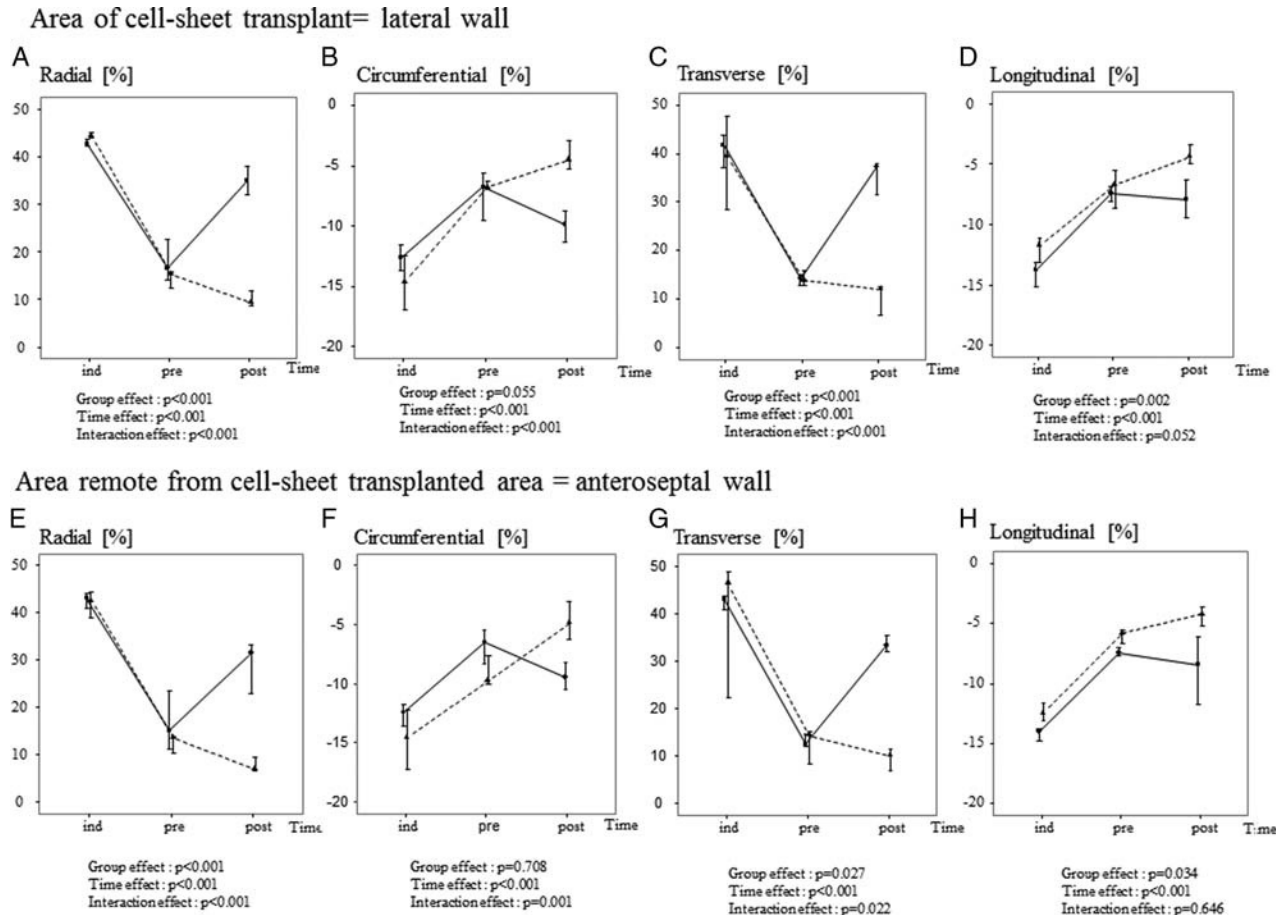 Area of cell-sheet transplant= lateral wall
A
Radial [%]
50
40
30
20
10
0
ind
pre
post
Time
Group effect : p<0.001
Time effect : p<0.001
Interaction effect : p<0.001
B
Circumferential [%]
0
-5
-10
-15
-20
ind
pre
post
Time
Group effect : p=0.055
Time effect : p<0.001
Interaction effect : p<0.001
C
Transverse [%]
50
40
30
20
10
0
ind
pre
post
Time
Group effect : p<0.001
Time effect : p<0.001
Interaction effect : p<0.001
D
Longitudinal [%]
0
-5
-10
-15
-20
ind
pre
post
Time
Group effect : p=0.002
Time effect : p<0.001
Interaction effect : p=0.052
Area remote from cell-sheet transplanted area = anteroseptal wall
E
Radial [%]
50
40
30
20
10
0
ind
pre
post
Time
Group effect : p<0.001
Time effect : p<0.001
Interaction effect : p<0.001
F
Circumferential [%]
0
-5
-10
-15
-20
ind
pre
post
Time
Group effect : p=0.708
Time effect : p<0.001
Interaction effect : p=0.001
G
Transverse [%]
50
40
30
20
10
0
ind
pre
post
Time
Group effect : p=0.027
Time effect : p<0.001
Interaction effect : p=0.022
H
Longitudinal [%]
0
-5
-10
-15
-20
ind
pre
post
Time
Group effect : p=0.034
Time effect : p<0.001
Interaction effect : p=0.646